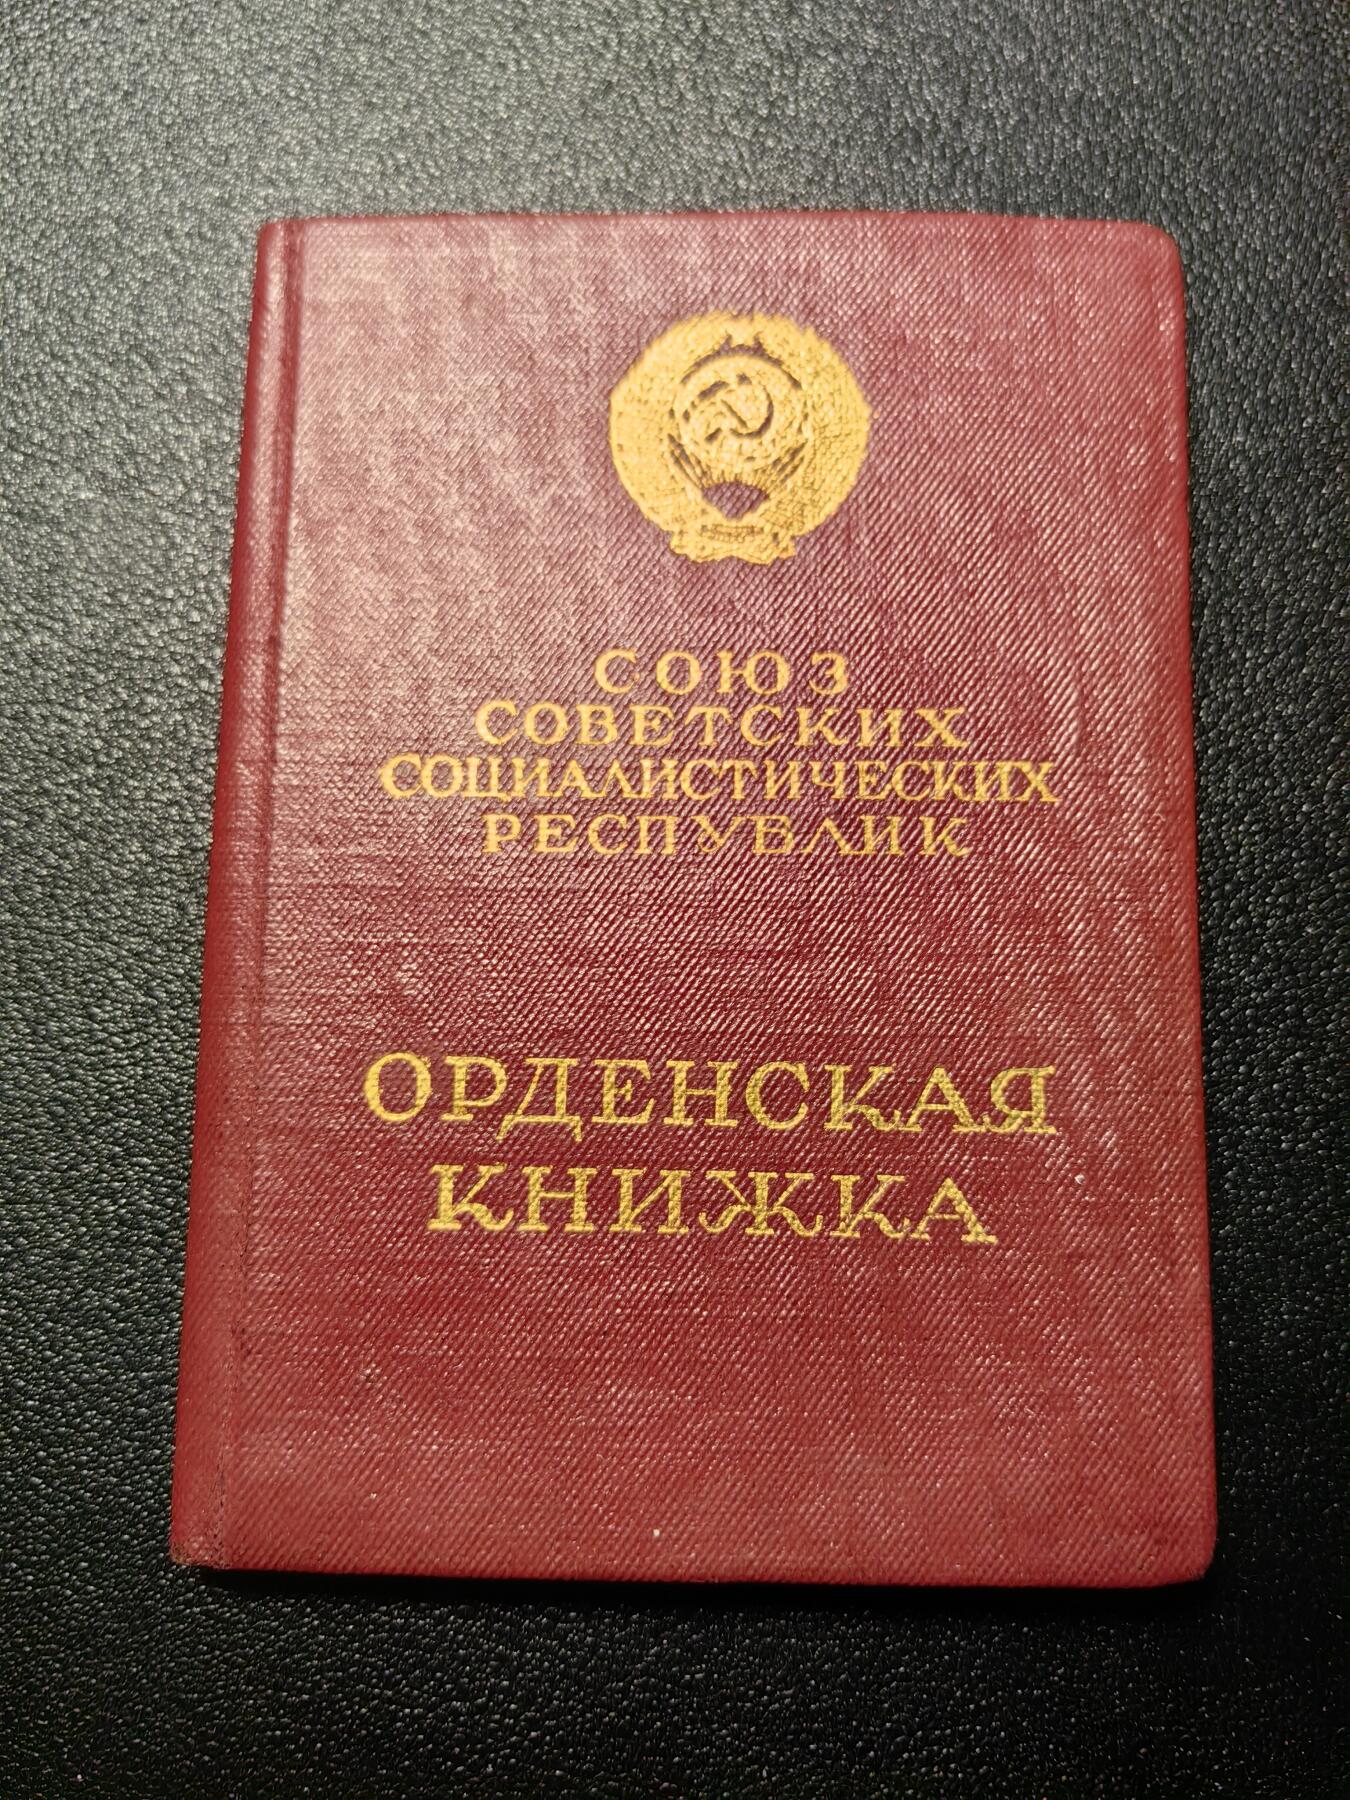 СОЮЗ
СОВЕТСКИХ
СОЦИАЛИСТИЧЕСКИХ
РЕСПУБЛИК
ОРДЕНСКАЯ
КНИЖКА